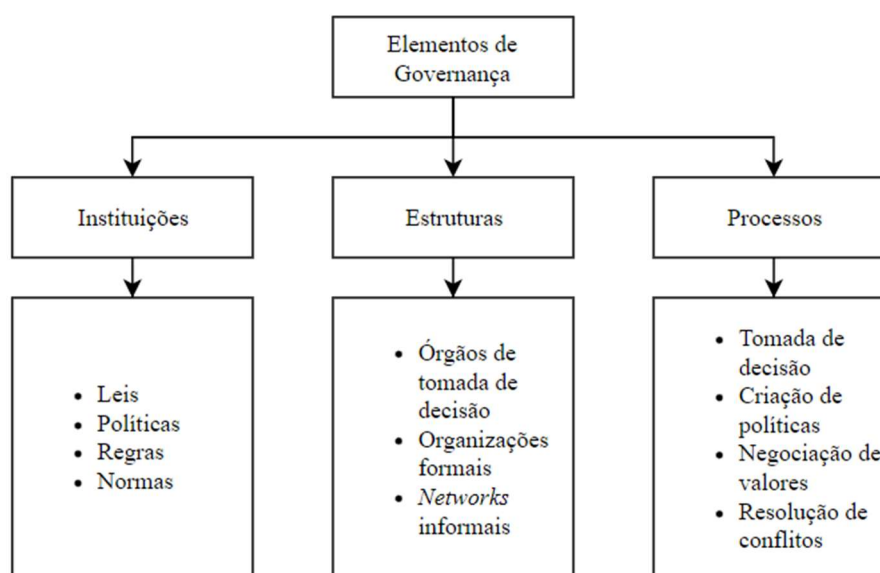 Elementos de
Governança
Instituições
Estruturas
Processos
• Leis
• Políticas
• Regras
• Normas
• Órgãos de
tomada de
decisão
• Organizações
formais
• Networks
informais
• Tomada de
decisão
• Criação de
políticas
• Negociação de
valores
• Resolução de
conflitos